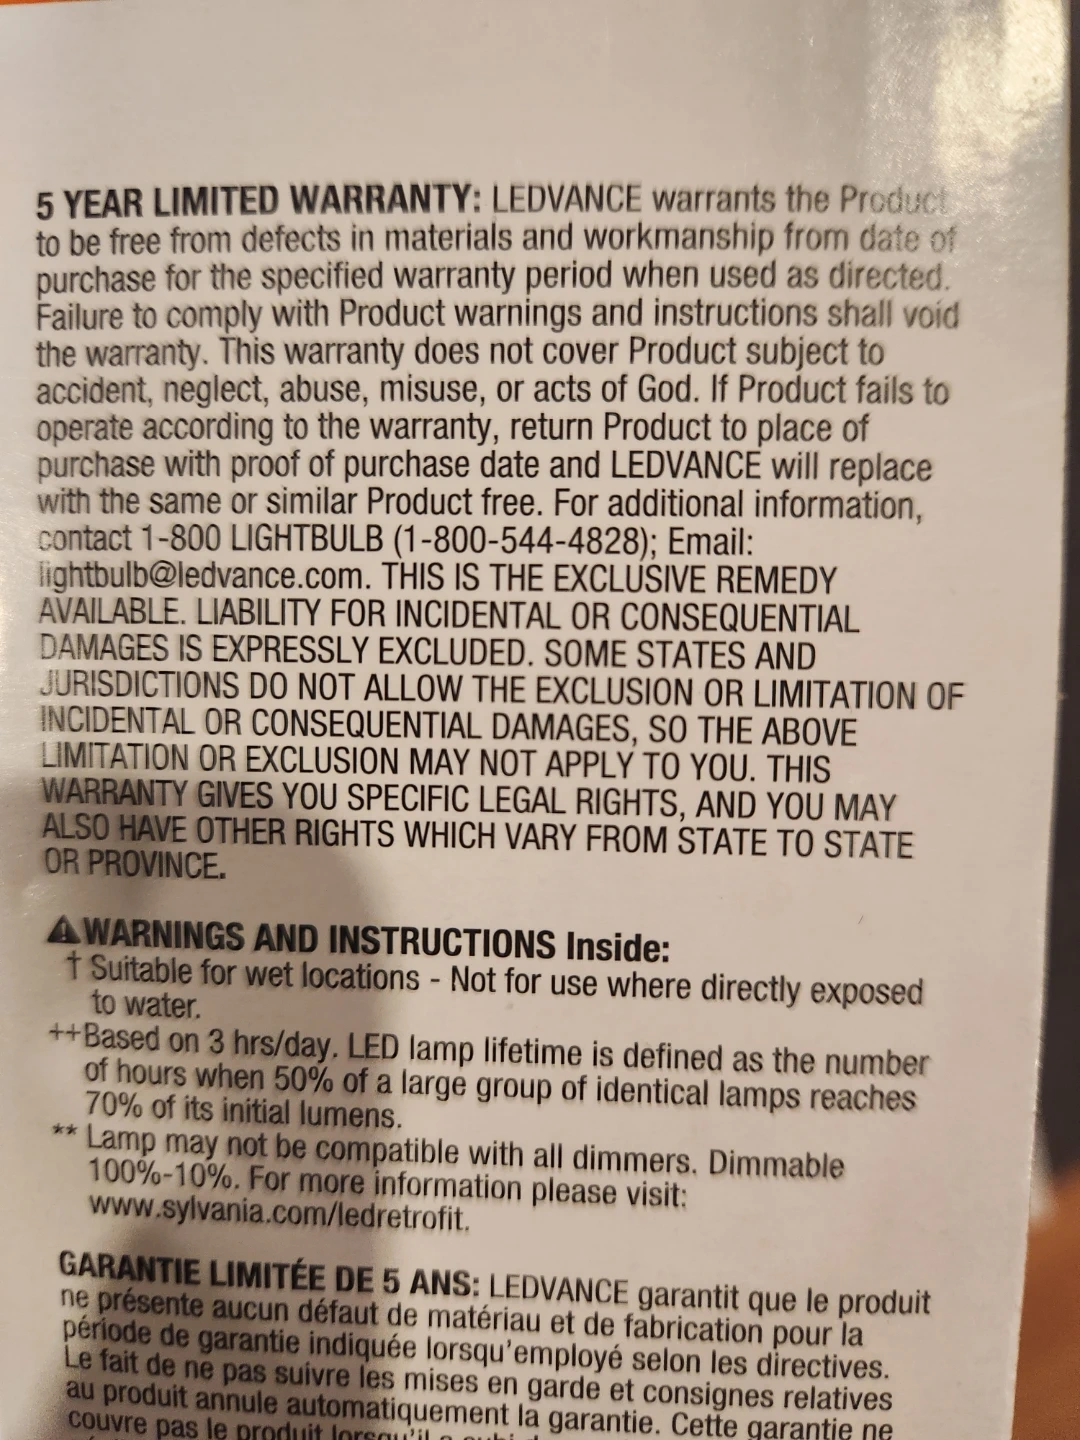 5 YEAR LIMITED WARRANTY: LEDVANCE warrants the Product
to be free from defects in materials and workmanship from date of
purchase for the specified warranty period when used as directed.
Failure to comply with Product warnings and instructions shall void
the warranty. This warranty does not cover Product subject to
accident, neglect, abuse, misuse, or acts of God. If Product fails to
operate according to the warranty, return Product to place of
purchase with proof of purchase date and LEDVANCE will replace
with the same or similar Product free. For additional information,
contact 1-800 LIGHTBULB (1-800-544-4828); Email:
lightbulb@ledvance.com. THIS IS THE EXCLUSIVE REMEDY
AVAILABLE. LIABILITY FOR INCIDENTAL OR CONSEQUENTIAL
DAMAGES IS EXPRESSLY EXCLUDED. SOME STATES AND
JURISDICTIONS DO NOT ALLOW THE EXCLUSION OR LIMITATION OF
INCIDENTAL OR CONSEQUENTIAL DAMAGES, SO THE ABOVE
LIMITATION OR EXCLUSION MAY NOT APPLY TO YOU. THIS
WARRANTY GIVES YOU SPECIFIC LEGAL RIGHTS, AND YOU MAY
ALSO HAVE OTHER RIGHTS WHICH VARY FROM STATE TO STATE
OR PROVINCE.
⚠WARNINGS AND INSTRUCTIONS Inside:
† Suitable for wet locations - Not for use where directly exposed
to water.
++Based on 3 hrs/day. LED lamp lifetime is defined as the number
of hours when 50% of a large group of identical lamps reaches
70% of its initial lumens.
** Lamp may not be compatible with all dimmers. Dimmable
100%-10%. For more information please visit:
www.sylvania.com/ledretrofit.
GARANTIE LIMITÉE DE 5 ANS: LEDVANCE garantit que le produit
ne présente aucun défaut de matériau et de fabrication pour la
période de garantie indiquée lorsqu'employé selon les directives.
Le fait de ne pas suivre les mises en garde et consignes relatives
au produit annule automatiquement la garantie. Cette garantie ne
couvre pas le produit lorsqu'il